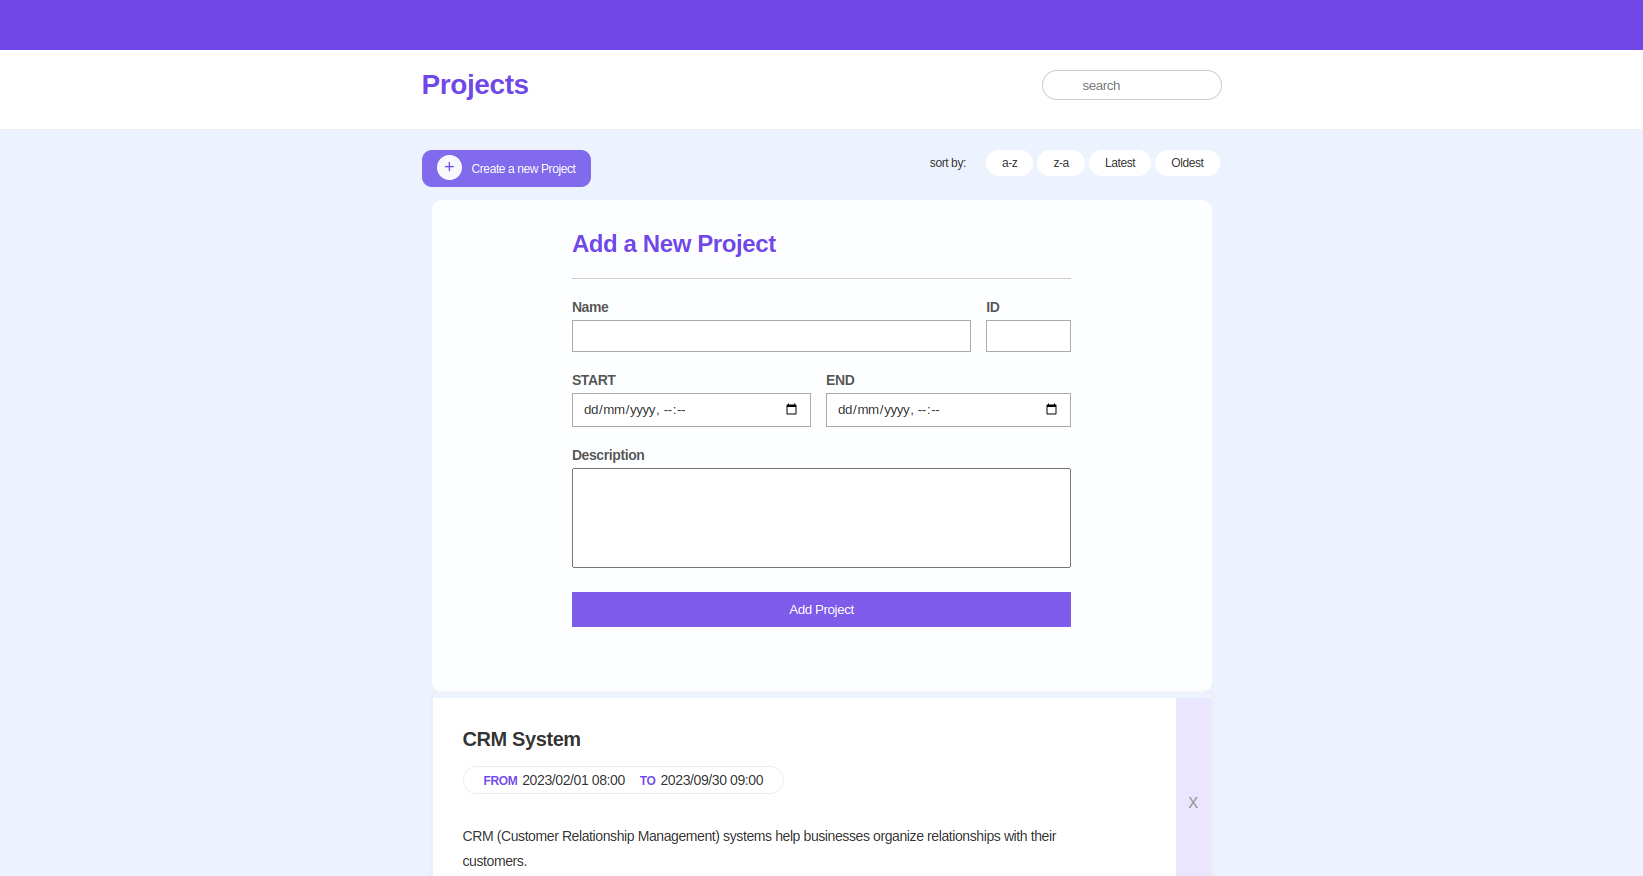 Projects
search
+ Create a new Project
sort by: a-z z-a Latest Oldest
Add a New Project
Name ID
START END
dd/mm/yyyy, --:-- dd/mm/yyyy, --:--
Description
Add Project
CRM System
FROM 2023/02/01 08:00 TO 2023/09/30 09:00
X
CRM (Customer Relationship Management) systems help businesses organize relationships with their
customers.